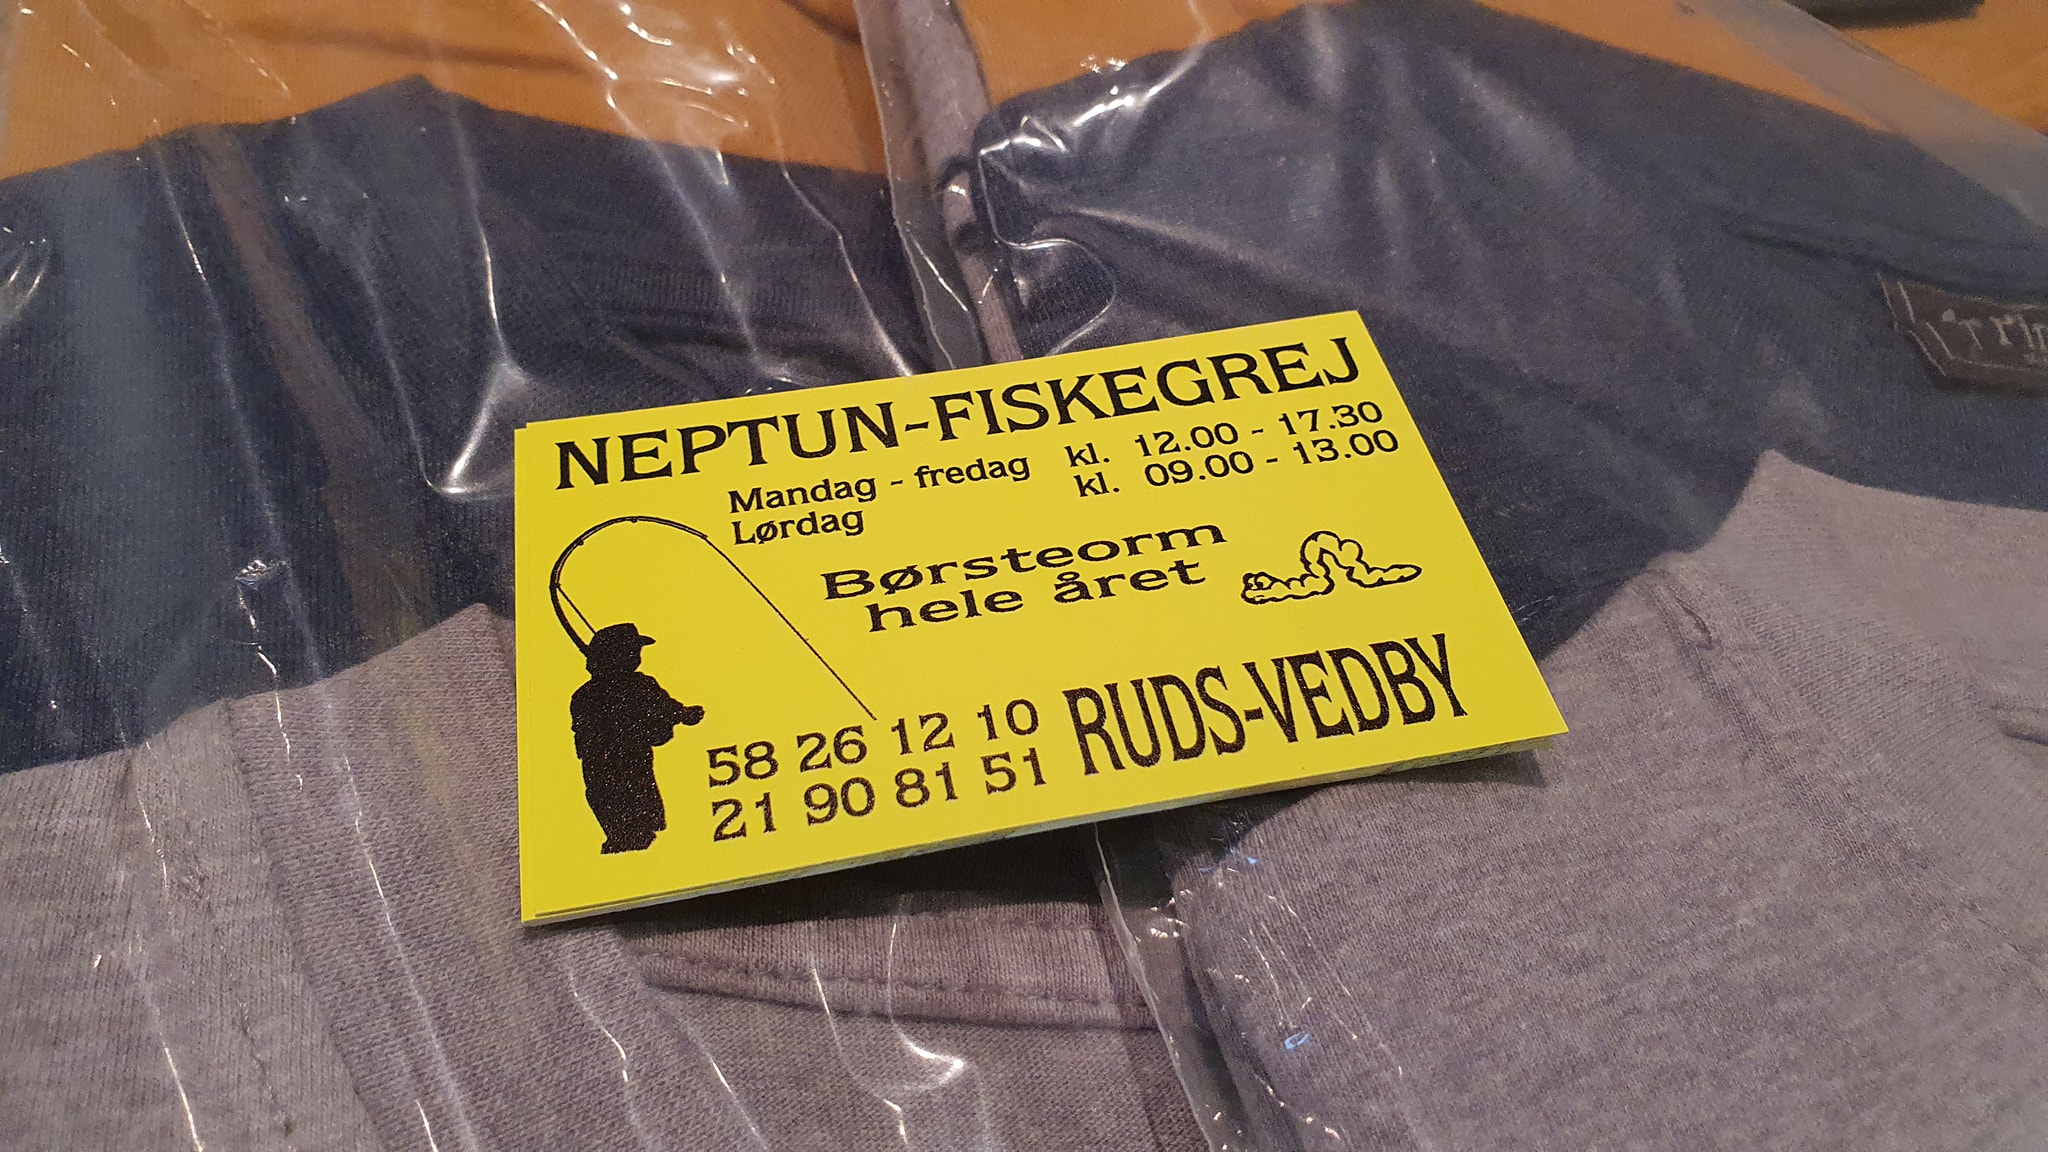 NEPTUN-FISKEGREJ
Mandag - fredag kl. 12.00 - 17.30
Lørdag kl. 09.00 - 13.00
Børsteorm
hele året
58 26 12 10
21 90 81 51
RUDS-VEDBY